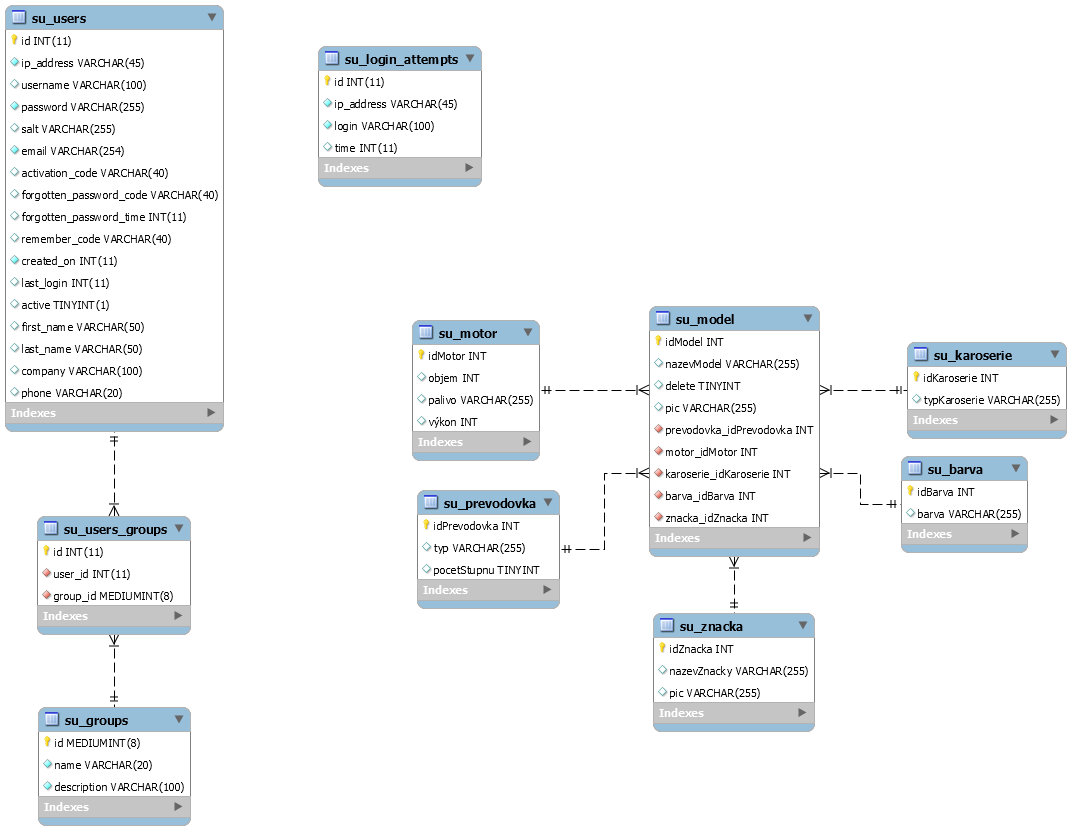 su_users
id INT(11)
ip_address VARCHAR(45)
username VARCHAR(100)
password VARCHAR(255)
salt VARCHAR(255)
email VARCHAR(254)
activation_code VARCHAR(40)
forgotten_password_code VARCHAR(40)
forgotten_password_time INT(11)
remember_code VARCHAR(40)
created_on INT(11)
last_login INT(11)
active TINYINT(1)
first_name VARCHAR(50)
last_name VARCHAR(50)
company VARCHAR(100)
phone VARCHAR(20)
Indexes
su_login_attempts
id INT(11)
ip_address VARCHAR(45)
login VARCHAR(100)
time INT(11)
Indexes
su_motor
idMotor INT
objem INT
palivo VARCHAR(255)
výkon INT
Indexes
su_model
idModel INT
nazevModel VARCHAR(255)
delete TINYINT
pic VARCHAR(255)
prevodovka_idPrevodovka INT
motor_idMotor INT
karoserie_idKaroserie INT
barva_idBarva INT
znacka_idZnacka INT
Indexes
su_karoserie
idKaroserie INT
typKaroserie VARCHAR(255)
Indexes
su_barva
idBarva INT
barva VARCHAR(255)
Indexes
su_prevodovka
idPrevodovka INT
typ VARCHAR(255)
pocetStupnu TINYINT
Indexes
su_users_groups
id INT(11)
user_id INT(11)
group_id MEDIUMINT(8)
Indexes
su_znacka
idZnacka INT
nazevZnacky VARCHAR(255)
pic VARCHAR(255)
Indexes
su_groups
id MEDIUMINT(8)
name VARCHAR(20)
description VARCHAR(100)
Indexes